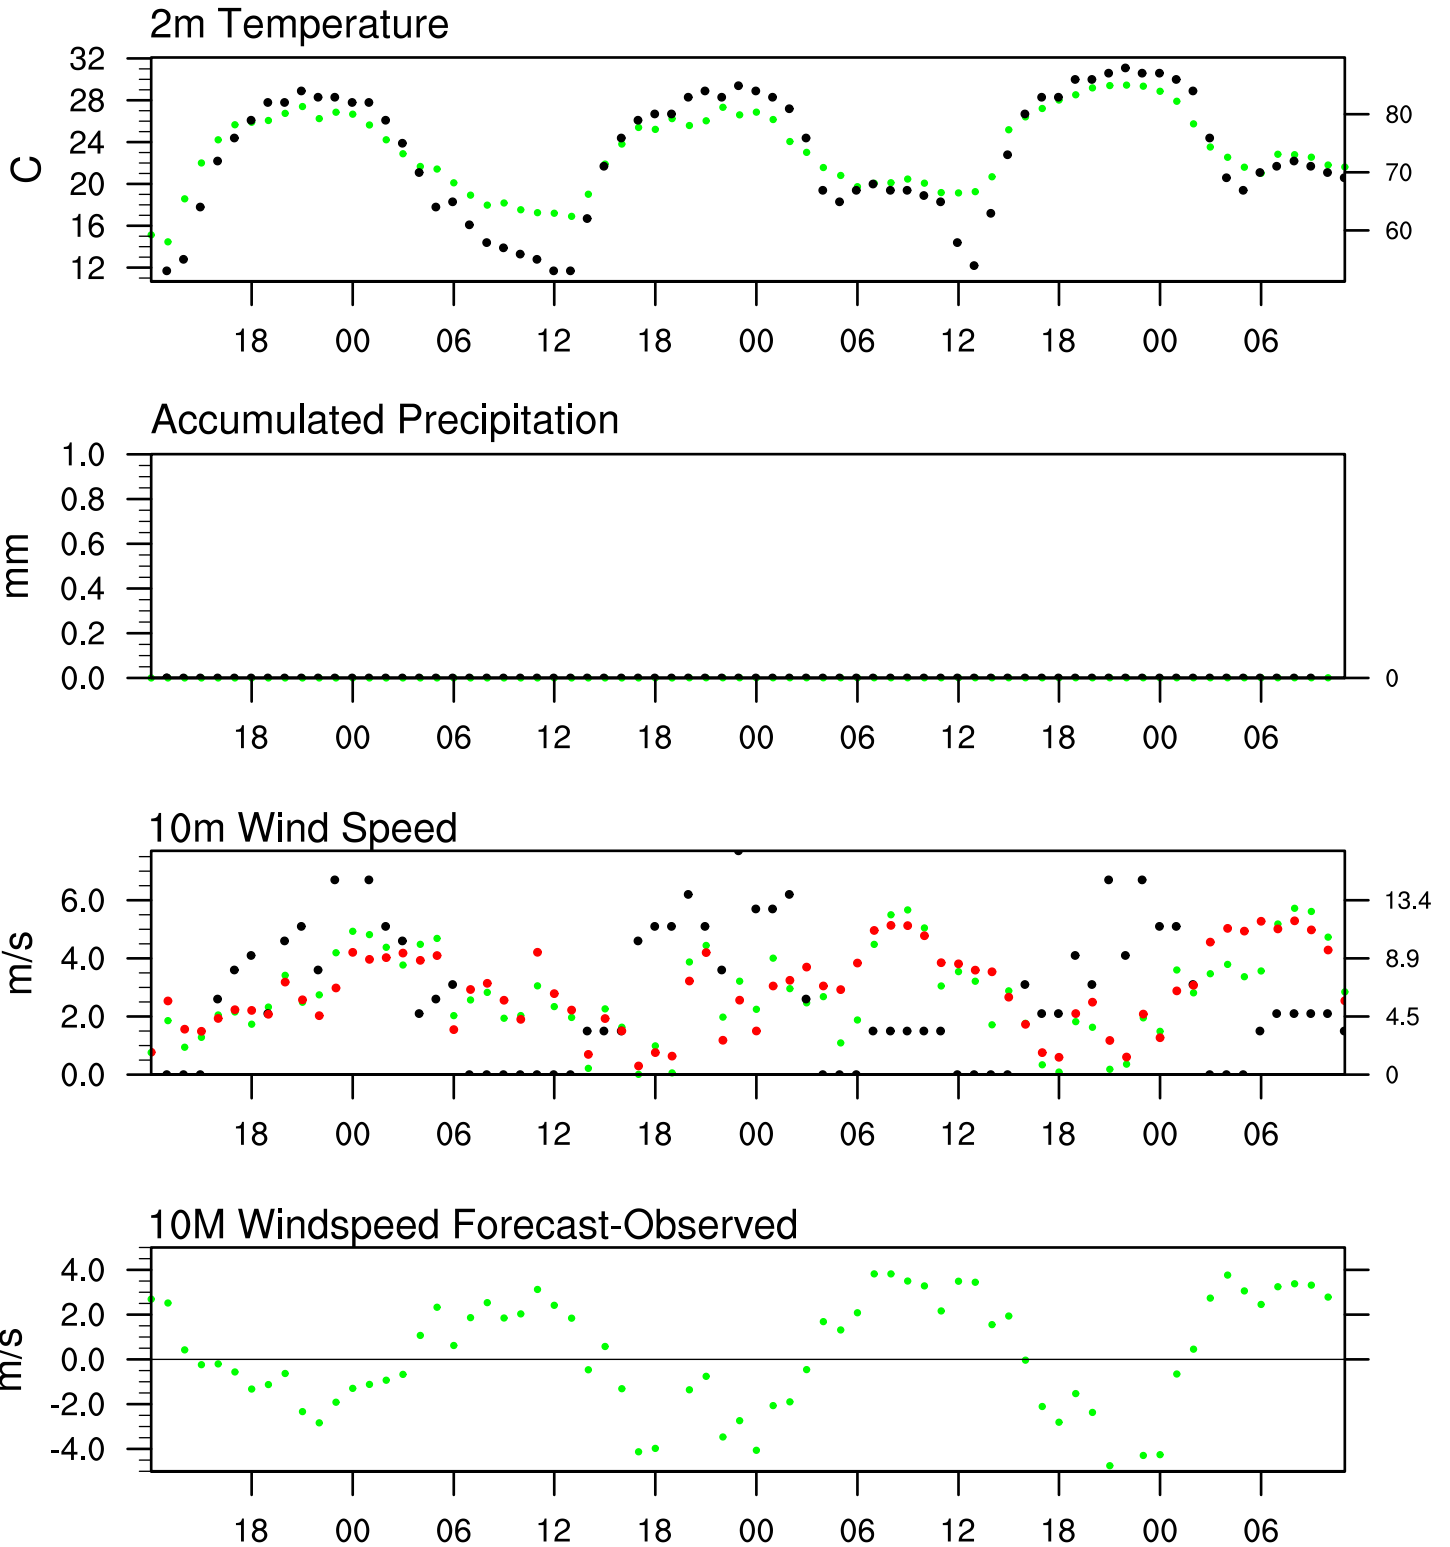 2m Temperature
32
28
24
20
16
12
C
80
70
60
18 00 06 12 18 00 06 12 18 00 06
Accumulated Precipitation
1.0
0.8
0.6
0.4
0.2
0.0
mm
0
18 00 06 12 18 00 06 12 18 00 06
10m Wind Speed
6.0
4.0
2.0
0.0
m/s
13.4
8.9
4.5
0
18 00 06 12 18 00 06 12 18 00 06
10M Windspeed Forecast-Observed
4.0
2.0
0.0
-2.0
-4.0
m/s
18 00 06 12 18 00 06 12 18 00 06